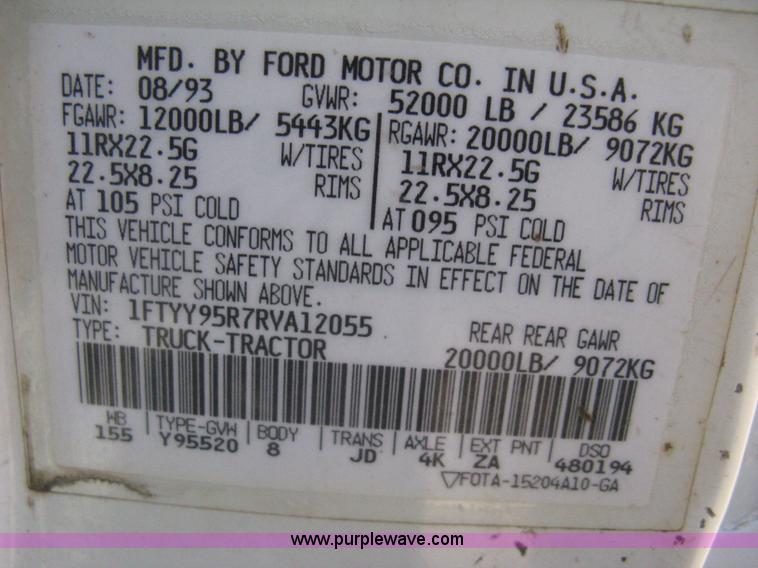 MFD. BY FORD MOTOR CO. IN U.S.A.
DATE: 08/93 GVWR: 52000 LB / 23586 KG
FGAWR: 12000LB/ 5443KG RGAWR: 20000LB/ 9072KG
11RX22.5G W/TIRES 11RX22.5G W/TIRES
22.5X8.25 RIMS 22.5X8.25 RIMS
AT 105 PSI COLD AT 095 PSI COLD
THIS VEHICLE CONFORMS TO ALL APPLICABLE FEDERAL
MOTOR VEHICLE SAFETY STANDARDS IN EFFECT ON THE DATE OF
MANUFACTURE SHOWN ABOVE.
VIN: 1FTYY95R7RVA12055 REAR REAR GAWR
TYPE: TRUCK-TRACTOR 20000LB/ 9072KG
WB TYPE-GVW BODY TRANS AXLE EXT PNT DSO
155 Y95520 8 JD 4K ZA 480194
▽FOTA-15204A10-GA
www.purplewave.com